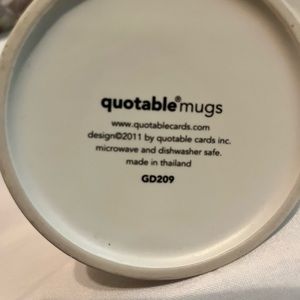 quotable®mugs
www.quotablecards.com
design©2011 by quotable cards inc.
microwave and dishwasher safe.
made in thailand
GD209